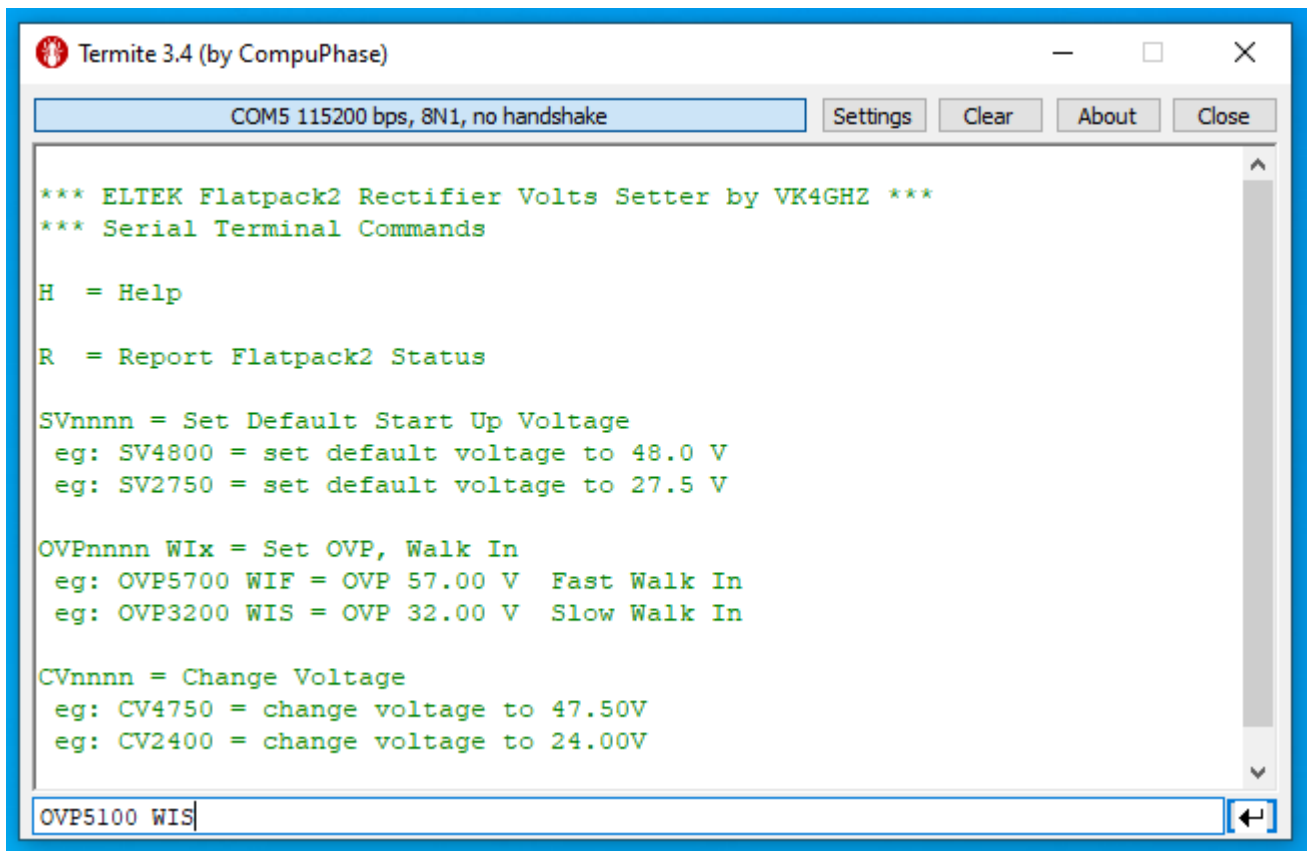 Termite 3.4 (by CompuPhase)
COM5 115200 bps, 8N1, no handshake Settings Clear About Close
*** ELTEK Flatpack2 Rectifier Volts Setter by VK4GHZ ***
*** Serial Terminal Commands
H  = Help
R  = Report Flatpack2 Status
SVnnnn = Set Default Start Up Voltage
 eg: SV4800 = set default voltage to 48.0 V
 eg: SV2750 = set default voltage to 27.5 V
OVPnnnn WIx = Set OVP, Walk In
 eg: OVP5700 WIF = OVP 57.00 V  Fast Walk In
 eg: OVP3200 WIS = OVP 32.00 V  Slow Walk In
CVnnnn = Change Voltage
 eg: CV4750 = change voltage to 47.50V
 eg: CV2400 = change voltage to 24.00V
OVP5100 WIS